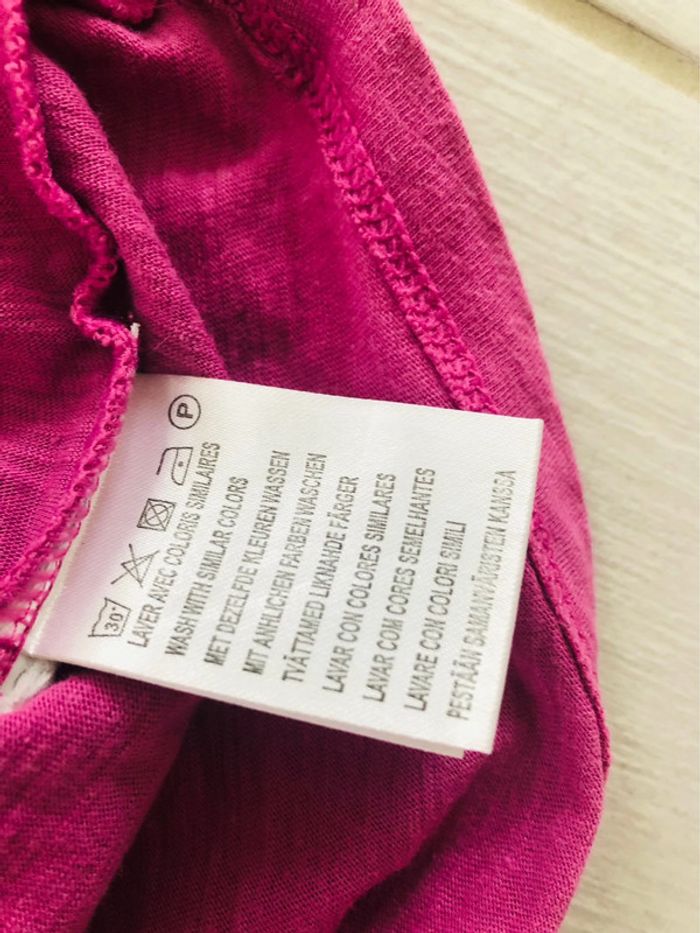 30°
P
LAVER AVEC COLORIS SIMILAIRES
WASH WITH SIMILAR COLORS
MET DEZELFDE KLEUREN WASSEN
MIT ANHLICHEN FARBEN WASCHEN
TVÄTTAMED LIKNAHDE FÄRGER
LAVAR CON COLORES SIMILARES
LAVAR COM CORES SEMELHANTES
LAVARE CON COLORI SIMILI
PESTÄÄN SAMANVÄRISTEN KANSSA